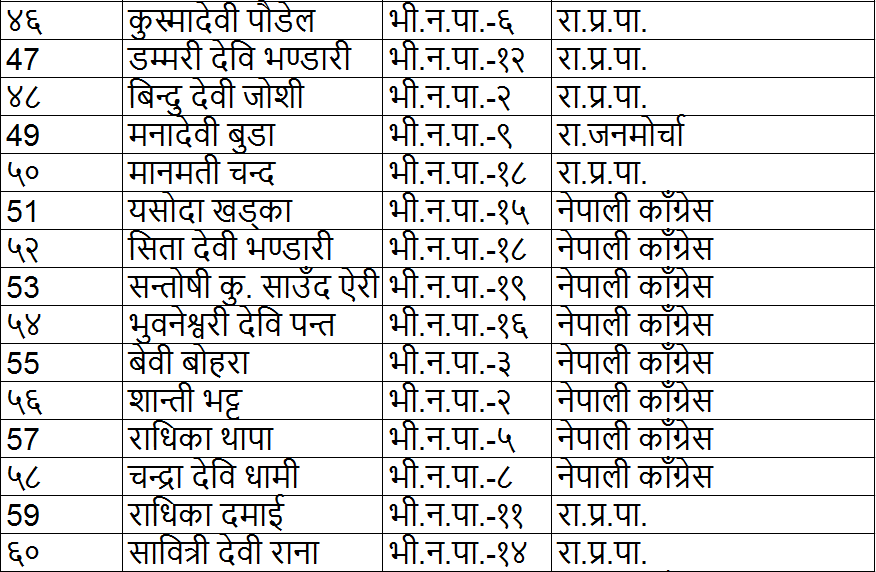 ४६ कुस्मादेवी पौडेल भी.न.पा.-६ रा.प्र.पा.
47 डम्मरी देवि भण्डारी भी.न.पा.-१२ रा.प्र.पा.
४८ बिन्दु देवी जोशी भी.न.पा.-२ रा.प्र.पा.
49 मनादेवी बुडा भी.न.पा.-९ रा.जनमोर्चा
५० मानमती चन्द भी.न.पा.-१८ रा.प्र.पा.
51 यसोदा खड्का भी.न.पा.-१५ नेपाली काँग्रेस
५२ सिता देवी भण्डारी भी.न.पा.-१८ नेपाली काँग्रेस
53 सन्तोषी कु. साउँद ऐरी भी.न.पा.-१९ नेपाली काँग्रेस
५४ भुवनेश्वरी देवि पन्त भी.न.पा.-१६ नेपाली काँग्रेस
55 बेवी बोहरा भी.न.पा.-३ नेपाली काँग्रेस
५६ शान्ती भट्ट भी.न.पा.-२ नेपाली काँग्रेस
57 राधिका थापा भी.न.पा.-५ नेपाली काँग्रेस
५८ चन्द्रा देवि धामी भी.न.पा.-८ नेपाली काँग्रेस
59 राधिका दमाई भी.न.पा.-११ रा.प्र.पा.
६० सावित्री देवी राना भी.न.पा.-१४ रा.प्र.पा.